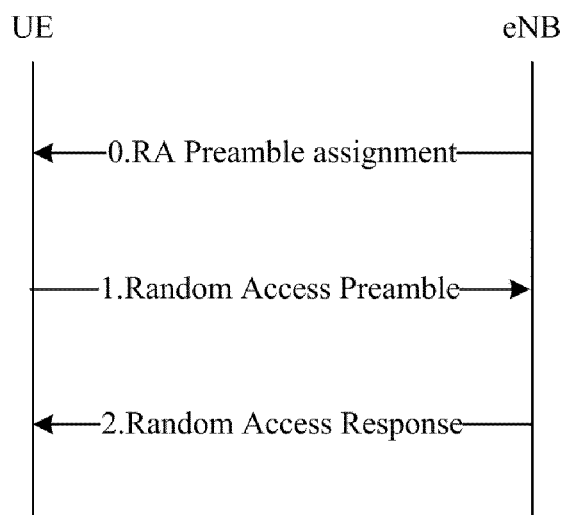 UE
eNB
0.RA Preamble assignment
1.Random Access Preamble
2.Random Access Response